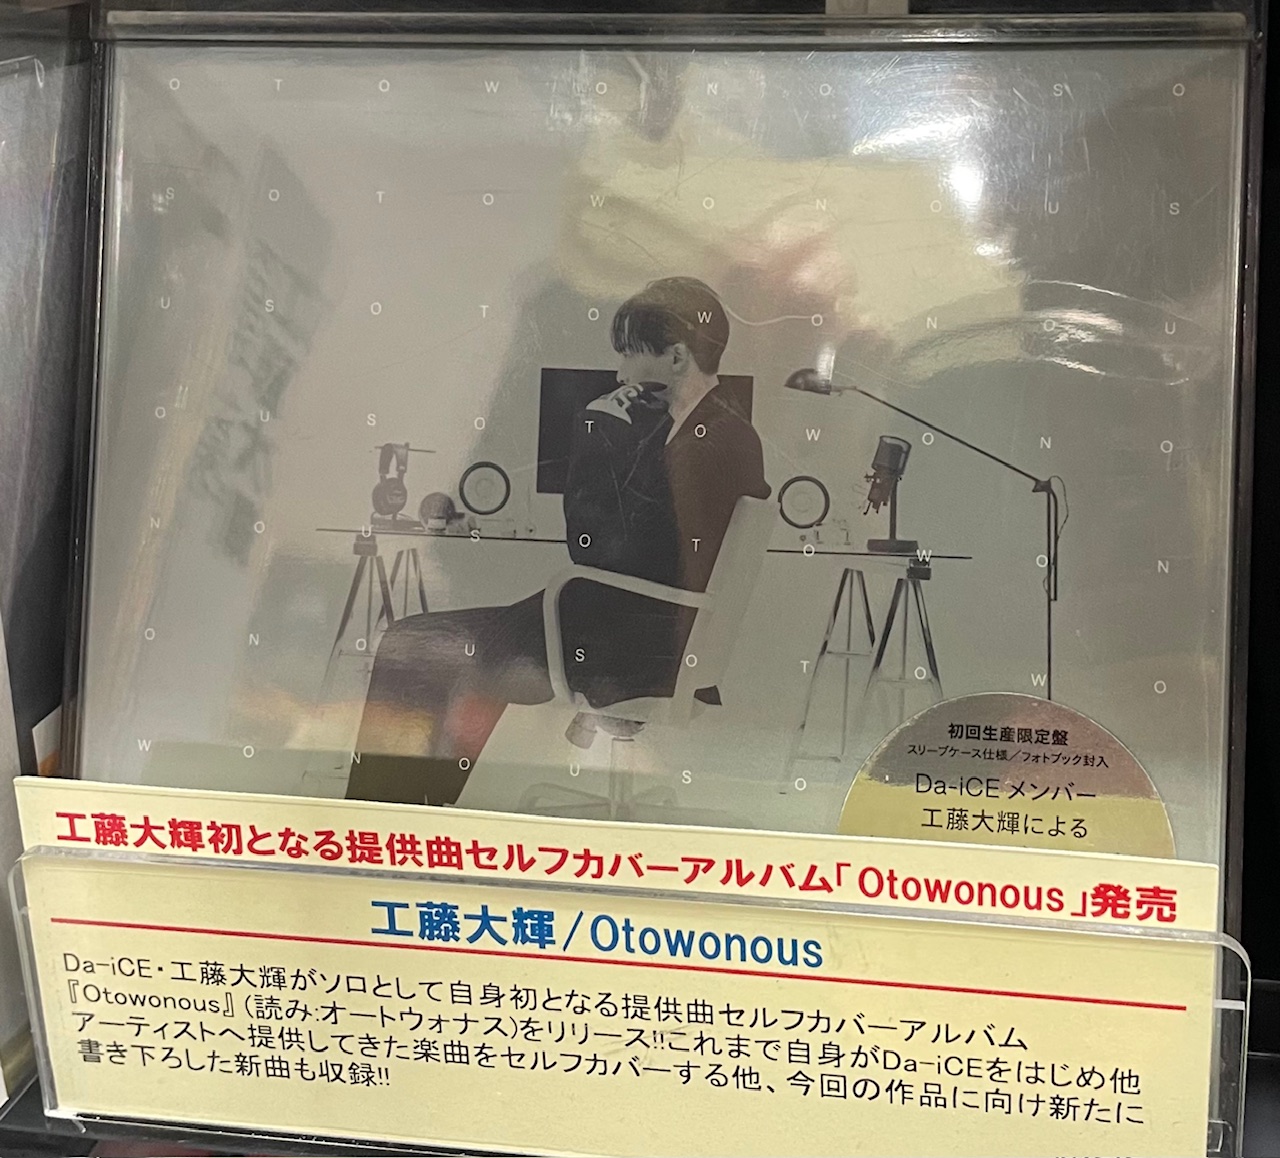 O T O W O N O U S O
S O T O W O N O U S
U S O T O W O N O U
O U S O T O W O N O
N O U S O T O W O N
O N O U S O T O W O
W O N O U S O
初回生産限定盤
スリーブケース仕様／フォトブック封入
Da-iCE メンバー
工藤大輝による
工藤大輝初となる提供曲セルフカバーアルバム「Otowonous」発売
工藤大輝/Otowonous
Da-iCE・工藤大輝がソロとして自身初となる提供曲セルフカバーアルバム
『Otowonous』(読み:オートウォナス)をリリース!!これまで自身がDa-iCEをはじめ他
アーティストへ提供してきた楽曲をセルフカバーする他、今回の作品に向け新たに
書き下ろした新曲も収録!!